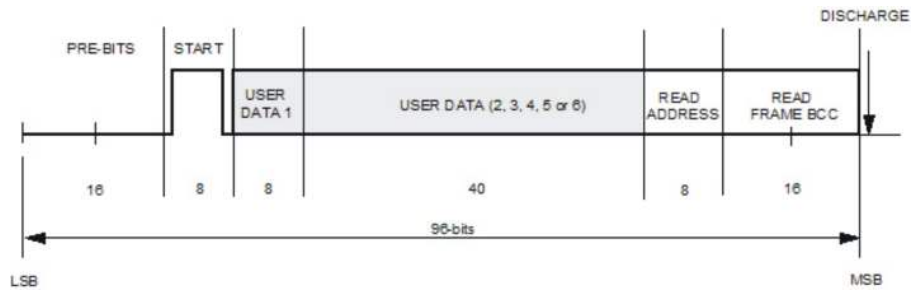 DISCHARGE
PRE-BITS START
USER
DATA 1
USER DATA (2, 3, 4, 5 or 6)
READ
ADDRESS
READ
FRAME BCC
16 8 8 40 8 16
96-bits
LSB MSB